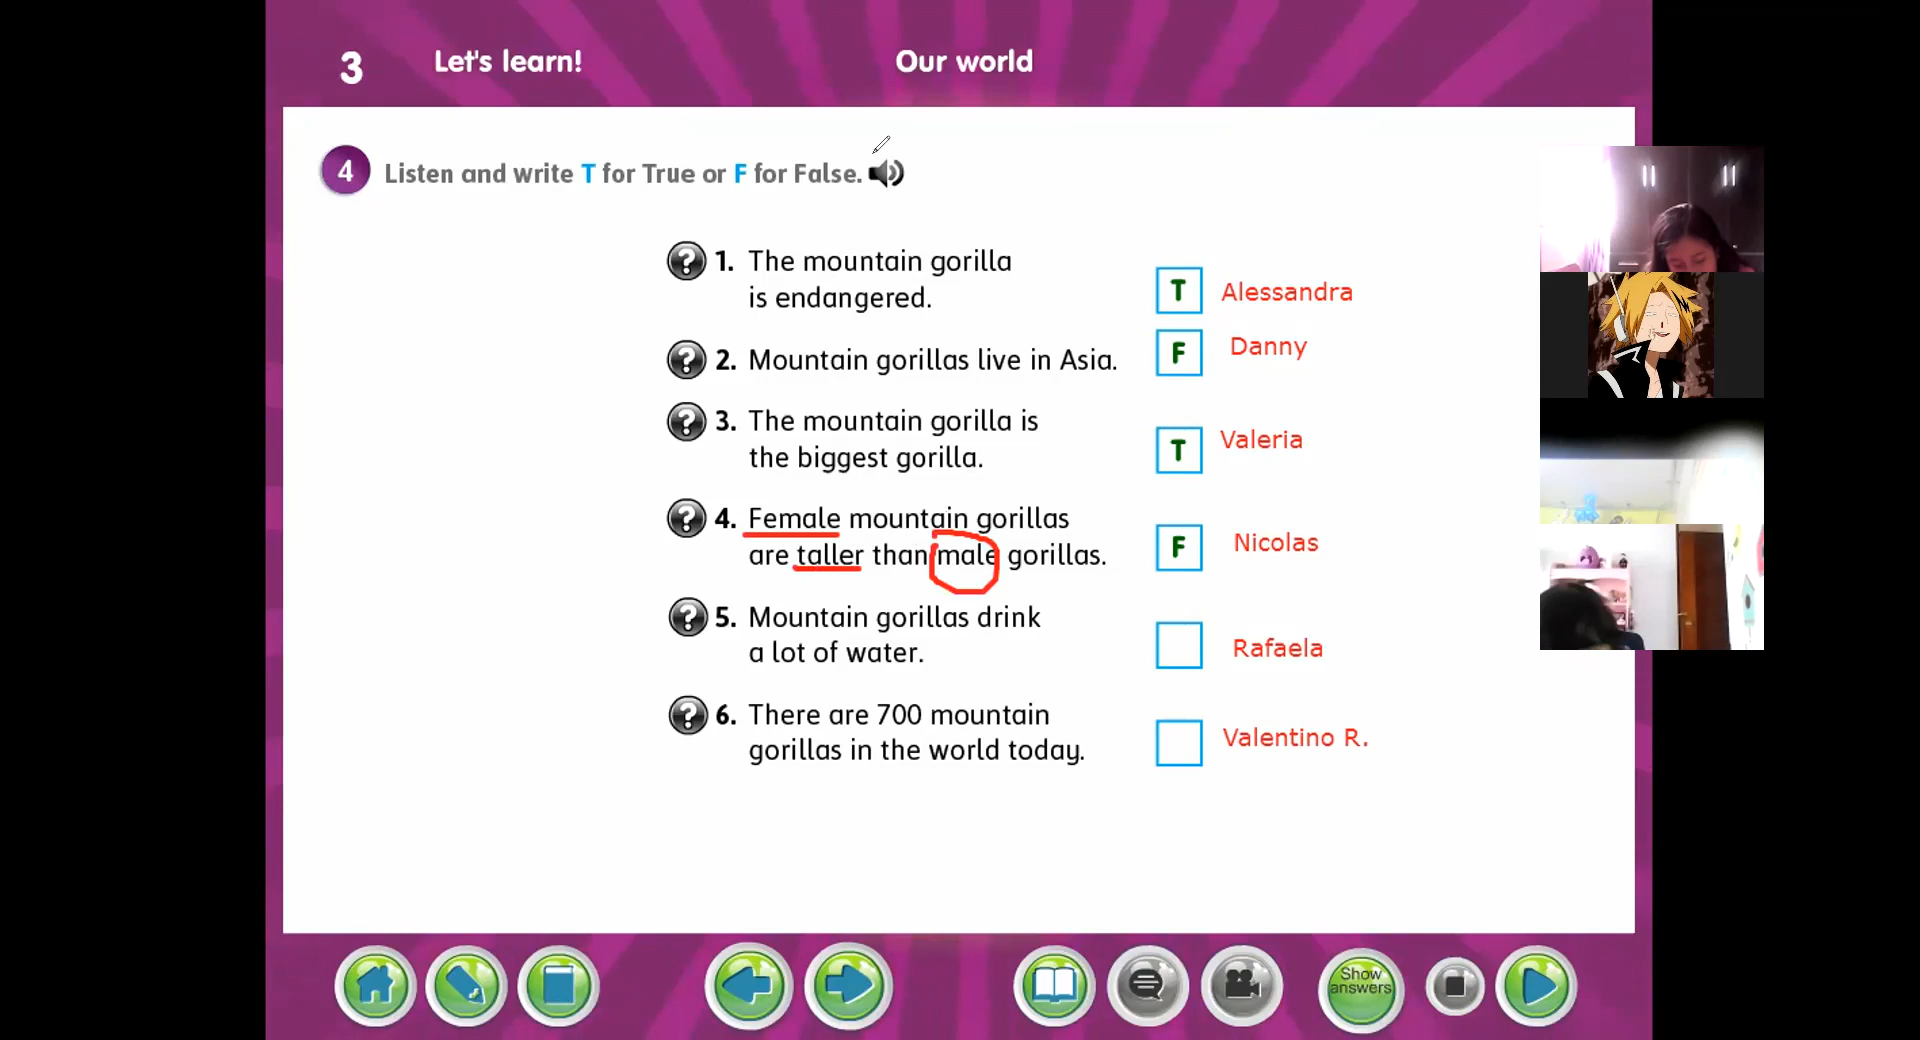 3 Let's learn! Our world
4 Listen and write T for True or F for False.
? 1. The mountain gorilla
is endangered.
T Alessandra
? 2. Mountain gorillas live in Asia.
F Danny
? 3. The mountain gorilla is
the biggest gorilla.
T Valeria
? 4. Female mountain gorillas
are taller than male gorillas.
F Nicolas
? 5. Mountain gorillas drink
a lot of water.
Rafaela
? 6. There are 700 mountain
gorillas in the world today.
Valentino R.
Show
answers